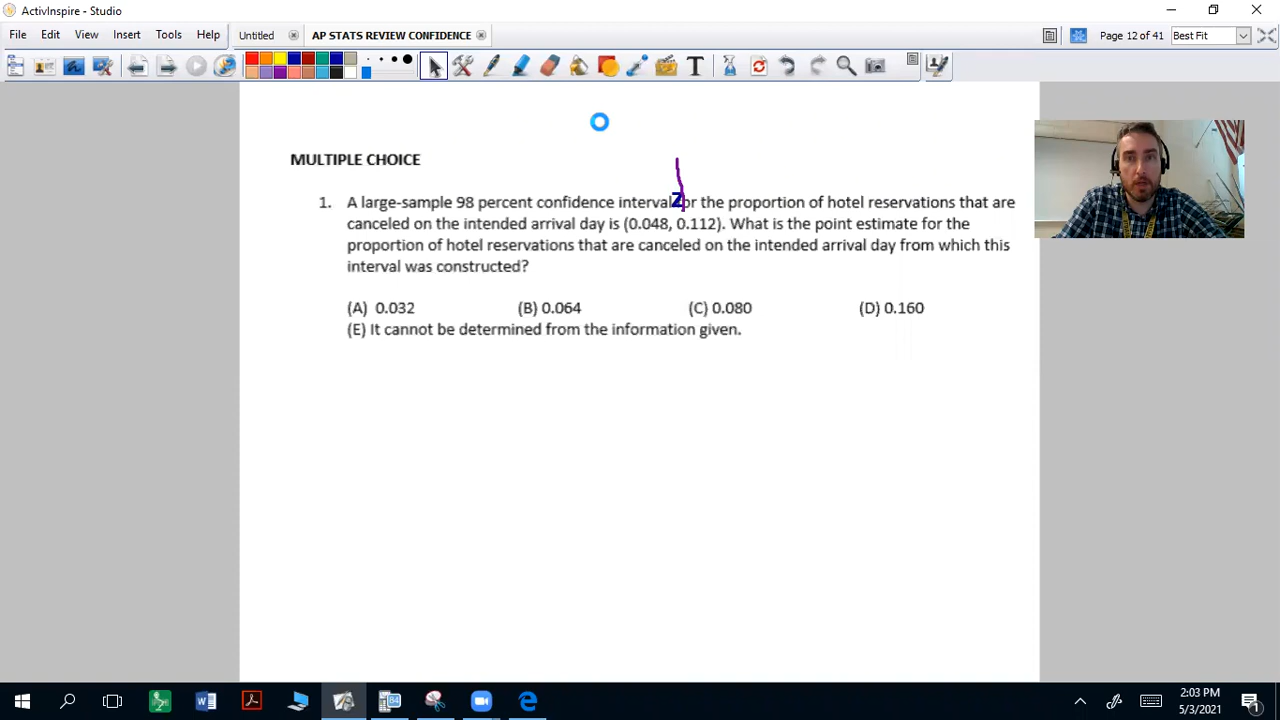 ActivInspire - Studio
File Edit View Insert Tools Help Untitled AP STATS REVIEW CONFIDENCE Page 12 of 41 Best Fit
MULTIPLE CHOICE
z
1. A large-sample 98 percent confidence interval for the proportion of hotel reservations that are
canceled on the intended arrival day is (0.048, 0.112). What is the point estimate for the
proportion of hotel reservations that are canceled on the intended arrival day from which this
interval was constructed?
(A) 0.032 (B) 0.064 (C) 0.080 (D) 0.160
(E) It cannot be determined from the information given.
2:03 PM
5/3/2021